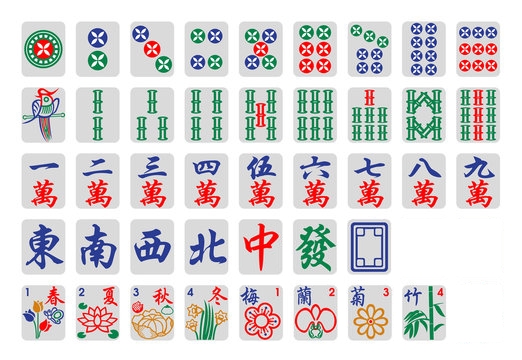 一萬 二萬 三萬 四萬 伍萬 六萬 七萬 八萬 九萬
東 南 西 北 中 發
1 春 2 夏 3 秋 4 冬 梅 1 蘭 2 菊 3 竹 4